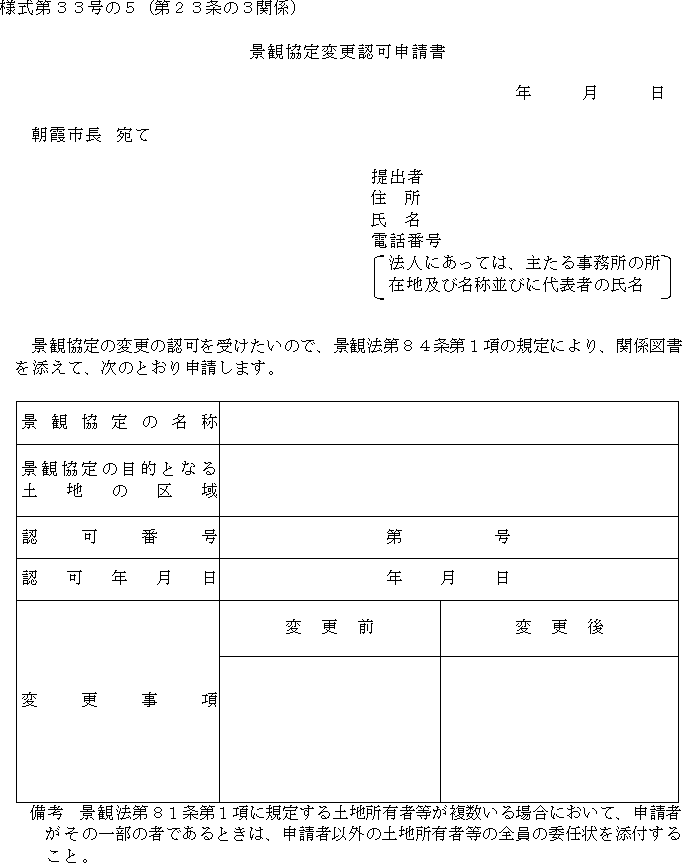 様式第３３号の５（第２３条の３関係）
景観協定変更認可申請書
年　　月　　日
朝霞市長　宛て
提出者
住　所
氏　名
電話番号
法人にあっては、主たる事務所の所
在地及び名称並びに代表者の氏名
景観協定の変更の認可を受けたいので、景観法第８４条第１項の規定により、関係図書
を添えて、次のとおり申請します。
景観協定の名称
景観協定の目的となる
土地の区域
認可番号　第　　号
認可年月日　年　月　日
変更前　変更後
変更事項
備考　景観法第８１条第１項に規定する土地所有者等が複数いる場合において、申請者
がその一部の者であるときは、申請者以外の土地所有者等の全員の委任状を添付する
こと。